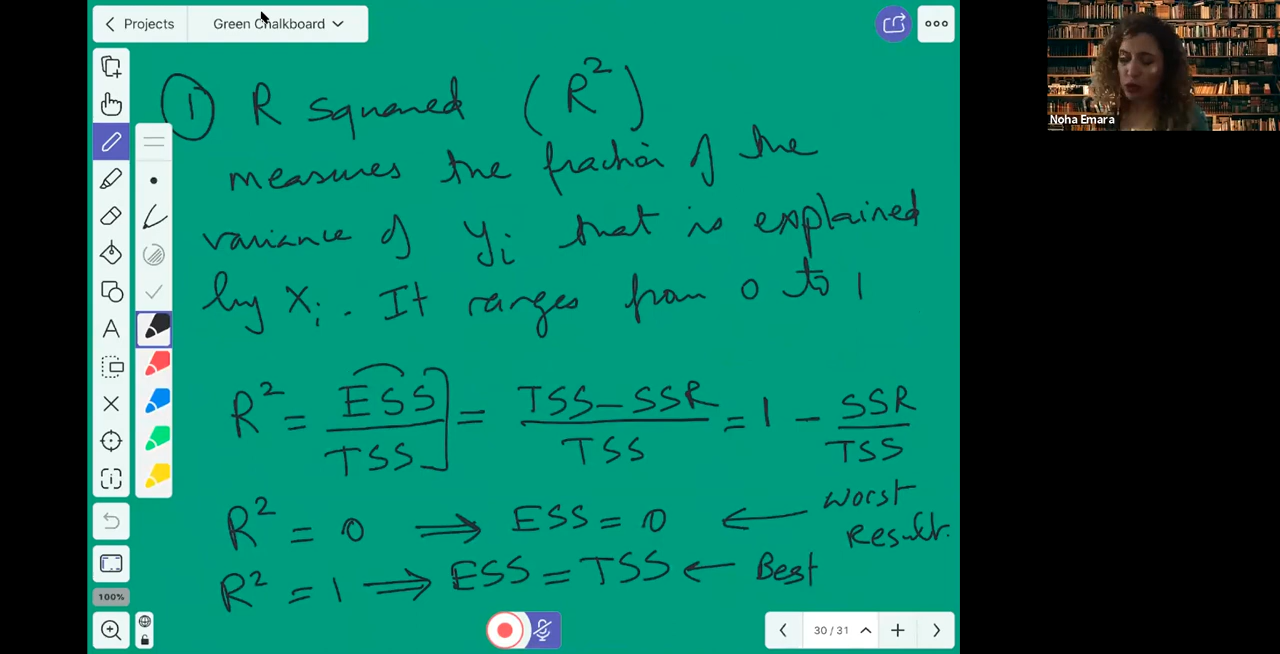 Projects
Green Chalkboard
Noha Emara
① R squared (R²)
measures the fraction of the
variance of yᵢ that is explained
by Xᵢ. It ranges from 0 to 1
R² = ESS/TSS = TSS-SSR/TSS = 1 - SSR/TSS
R² = 0 ⟹ ESS = 0 ← worst
Result.
R² = 1 ⟹ ESS = TSS ← Best
A
100%
30 / 31